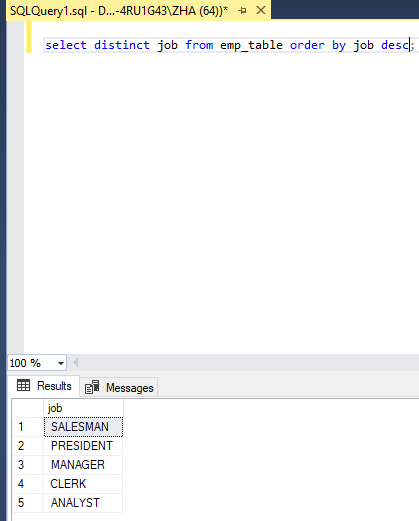 SQLQuery1.sql - D...-4RU1G43\ZHA (64))*
select distinct job from emp_table order by job desc;
100 %
Results Messages
job
1 SALESMAN
2 PRESIDENT
3 MANAGER
4 CLERK
5 ANALYST